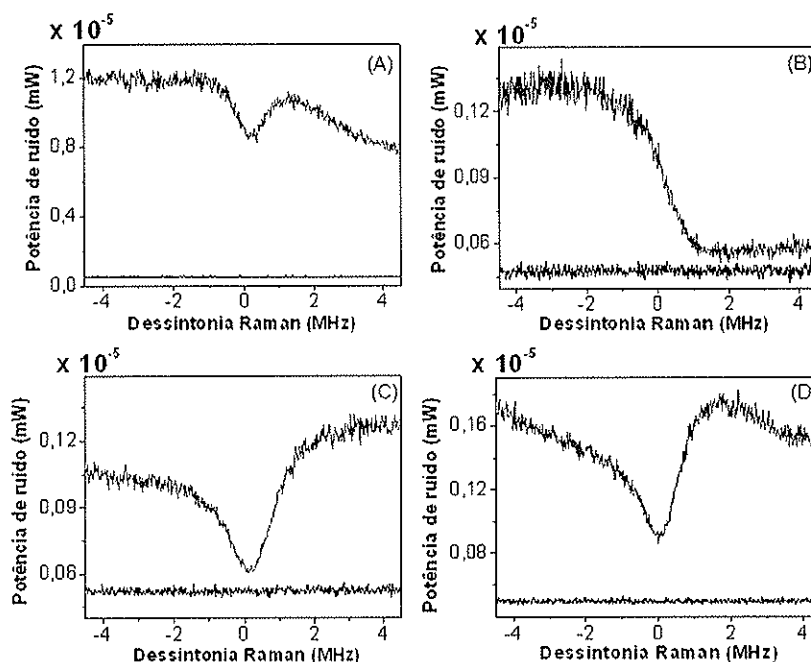 x 10⁻⁵
(A)
Potência de ruído (mW)
1,2
0,8
0,4
0,0
-4 -2 0 2 4
Dessintonia Raman (MHz)
x 10⁻⁵
(B)
Potência de ruído (mW)
0,12
0,09
0,06
-4 -2 0 2 4
Dessintonia Raman (MHz)
x 10⁻⁵
(C)
Potência de ruído (mW)
0,12
0,09
0,06
-4 -2 0 2 4
Dessintonia Raman (MHz)
x 10⁻⁵
(D)
Potência de ruído (mW)
0,16
0,12
0,08
-4 -2 0 2 4
Dessintonia Raman (MHz)